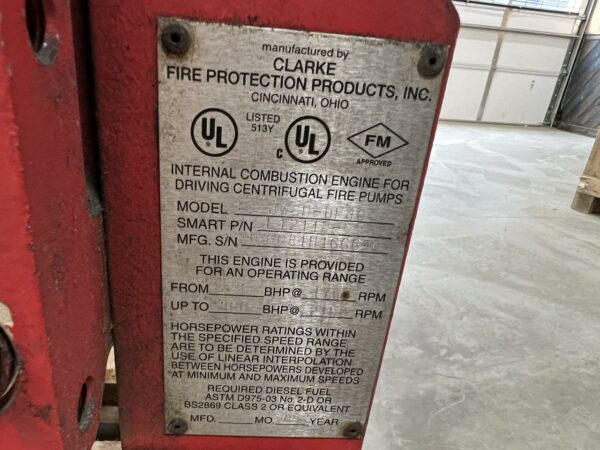 manufactured by
CLARKE
FIRE PROTECTION PRODUCTS, INC.
CINCINNATI, OHIO
UL
®
LISTED
513Y
C UL
®
FM
APPROVED
INTERNAL COMBUSTION ENGINE FOR
DRIVING CENTRIFUGAL FIRE PUMPS
MODEL
SMART P/N
MFG. S/N
THIS ENGINE IS PROVIDED
FOR AN OPERATING RANGE
FROM BHP@ RPM
UP TO BHP@ RPM
HORSEPOWER RATINGS WITHIN
THE SPECIFIED SPEED RANGE
ARE TO BE DETERMINED BY THE
USE OF LINEAR INTERPOLATION
BETWEEN HORSEPOWERS DEVELOPED
AT MINIMUM AND MAXIMUM SPEEDS
REQUIRED DIESEL FUEL
ASTM D975-03 No. 2-D OR
BS2869 CLASS 2 OR EQUIVALENT
MFD. MO. YEAR